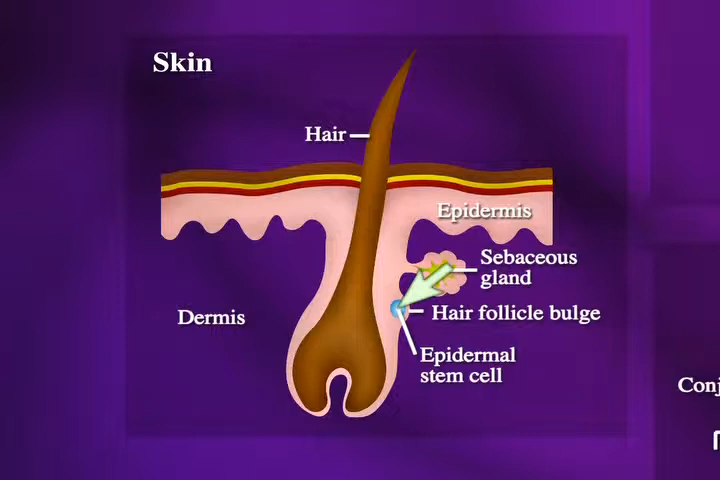 Skin
Hair
Epidermis
Sebaceous
gland
Dermis
Hair follicle bulge
Epidermal
stem cell